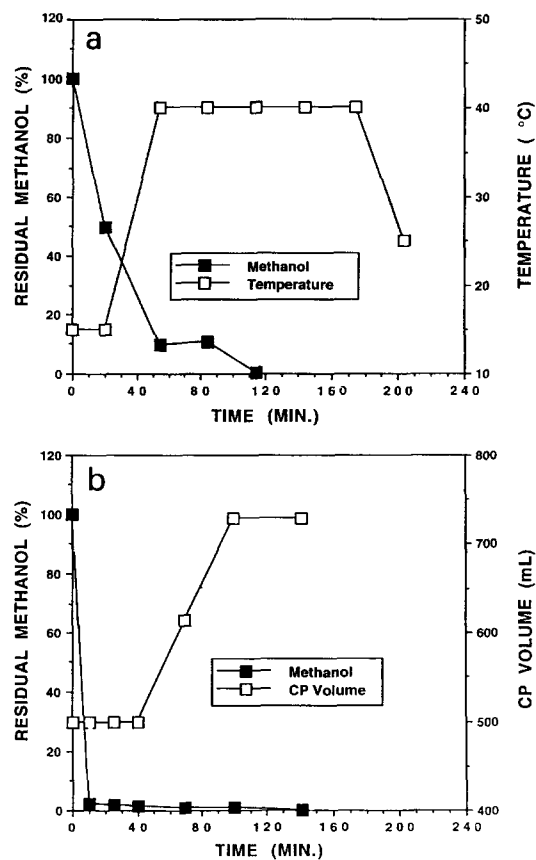 a
RESIDUAL METHANOL (%)
120
100
80
60
40
20
0
TEMPERATURE ( °C)
50
40
30
20
10
Methanol
Temperature
0 40 80 120 160 200 240
TIME (MIN.)
b
RESIDUAL METHANOL (%)
120
100
80
60
40
20
0
CP VOLUME (mL)
800
700
600
500
400
Methanol
CP Volume
0 40 80 120 160 200 240
TIME (MIN.)